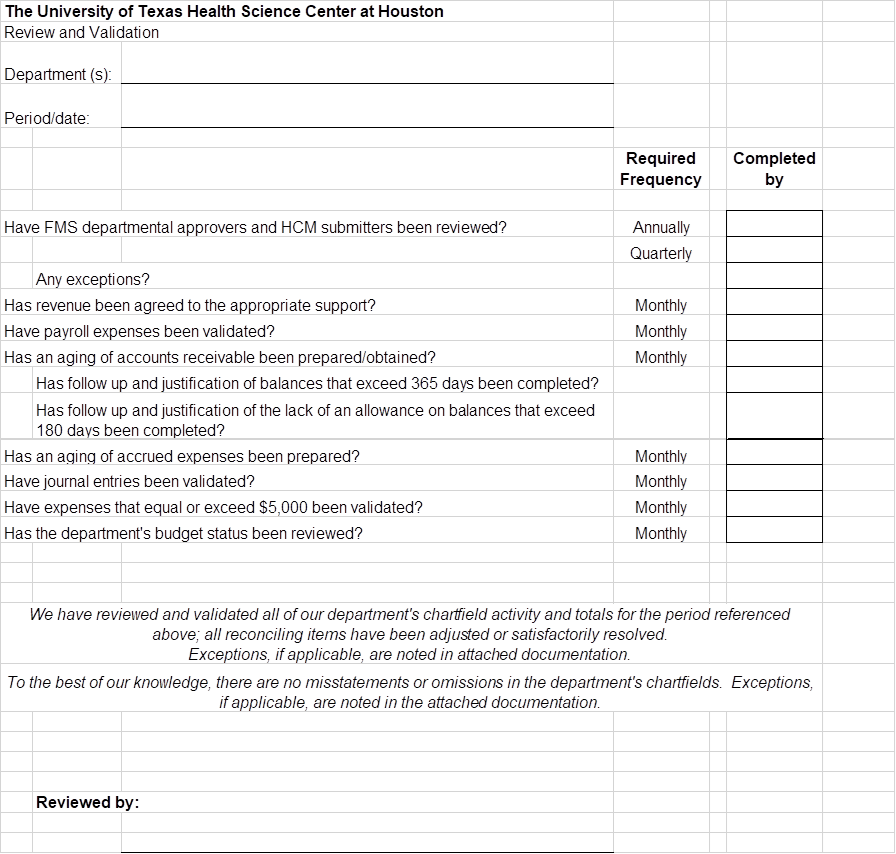 The University of Texas Health Science Center at Houston
Review and Validation
Department (s):
Period/date:
Required Completed
Frequency by
Have FMS departmental approvers and HCM submitters been reviewed? Annually
Quarterly
Any exceptions?
Has revenue been agreed to the appropriate support? Monthly
Have payroll expenses been validated? Monthly
Has an aging of accounts receivable been prepared/obtained? Monthly
Has follow up and justification of balances that exceed 365 days been completed?
Has follow up and justification of the lack of an allowance on balances that exceed
180 days been completed?
Has an aging of accrued expenses been prepared? Monthly
Have journal entries been validated? Monthly
Have expenses that equal or exceed $5,000 been validated? Monthly
Has the department's budget status been reviewed? Monthly
We have reviewed and validated all of our department's chartfield activity and totals for the period referenced
above; all reconciling items have been adjusted or satisfactorily resolved.
Exceptions, if applicable, are noted in attached documentation.
To the best of our knowledge, there are no misstatements or omissions in the department's chartfields. Exceptions,
if applicable, are noted in the attached documentation.
Reviewed by: